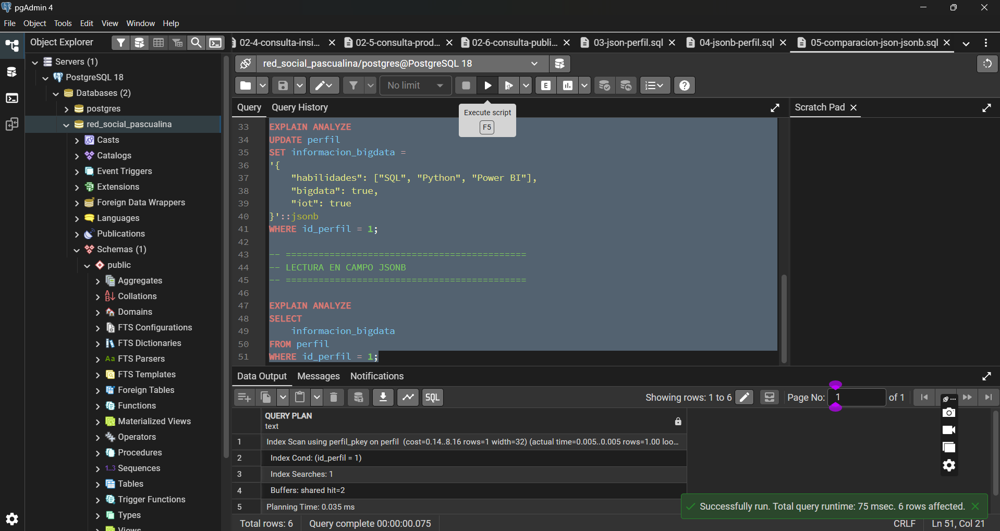 pgAdmin 4
File Object Tools Edit View Window Help
Object Explorer
02-4-consulta-insi...
02-5-consulta-prod...
02-6-consulta-publi...
03-json-perfil.sql
04-jsonb-perfil.sql
05-comparacion-json-jsonb.sql
Servers (1)
PostgreSQL 18
Databases (2)
postgres
red_social_pascualina
Casts
Catalogs
Event Triggers
Extensions
Foreign Data Wrappers
Languages
Publications
Schemas (1)
public
Aggregates
Collations
Domains
FTS Configurations
FTS Dictionaries
Aa FTS Parsers
FTS Templates
Foreign Tables
Functions
Materialized Views
Operators
Procedures
1..3 Sequences
Tables
Trigger Functions
Types
Views
red_social_pascualina/postgres@PostgreSQL 18
No limit
E
Query Query History
Execute script
F5
Scratch Pad
33 EXPLAIN ANALYZE
34 UPDATE perfil
35 SET informacion_bigdata =
36 '{
37 "habilidades": ["SQL", "Python", "Power BI"],
38 "bigdata": true,
39 "iot": true
40 }'::jsonb
41 WHERE id_perfil = 1;
42
43 -- ============================================
44 -- LECTURA EN CAMPO JSONB
45 -- ============================================
46
47 EXPLAIN ANALYZE
48 SELECT
49 informacion_bigdata
50 FROM perfil
51 WHERE id_perfil = 1;
Data Output Messages Notifications
SQL
Showing rows: 1 to 6
Page No: 1 of 1
QUERY PLAN
text
1 Index Scan using perfil_pkey on perfil (cost=0.14..8.16 rows=1 width=32) (actual time=0.005..0.005 rows=1.00 loo...
2 Index Cond: (id_perfil = 1)
3 Index Searches: 1
4 Buffers: shared hit=2
5 Planning Time: 0.035 ms
Successfully run. Total query runtime: 75 msec. 6 rows affected.
Total rows: 6
Query complete 00:00:00.075
CRLF
Ln 51, Col 21